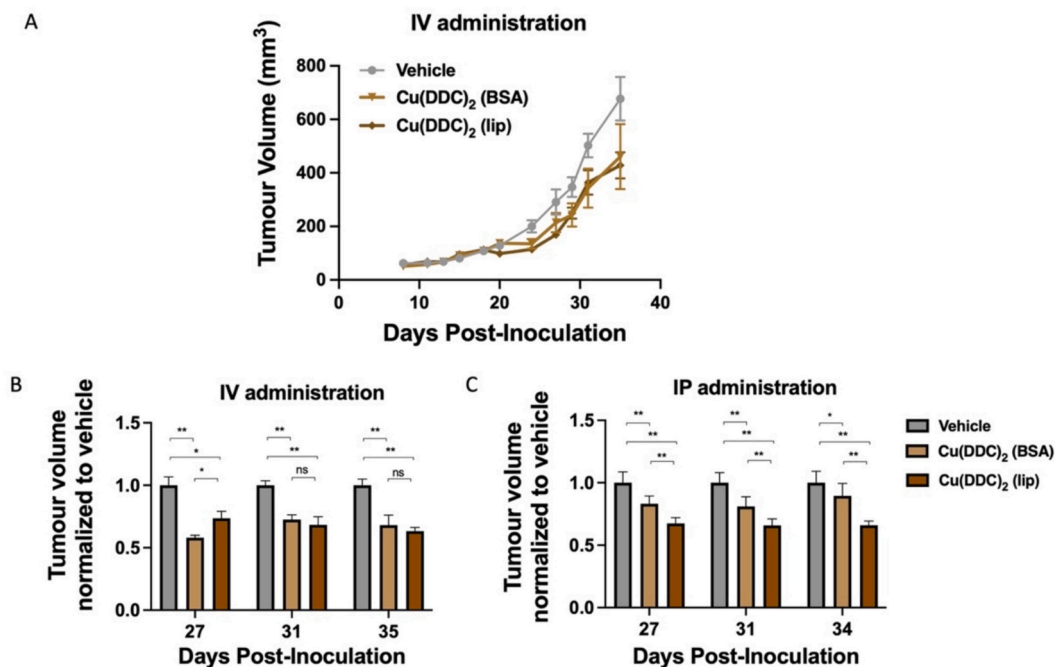 A
IV administration
Tumour Volume (mm³)
800
600
400
200
0
Vehicle
Cu(DDC)₂ (BSA)
Cu(DDC)₂ (lip)
0 10 20 30 40
Days Post-Inoculation
B
IV administration
Tumour volume
normalized to vehicle
1.5
1.0
0.5
0.0
** ** **
* ** **
* ns ns
27 31 35
Days Post-Inoculation
C
IP administration
Tumour volume
normalized to vehicle
1.5
1.0
0.5
0.0
** ** *
** ** **
** ** **
27 31 34
Days Post-Inoculation
Vehicle
Cu(DDC)₂ (BSA)
Cu(DDC)₂ (lip)